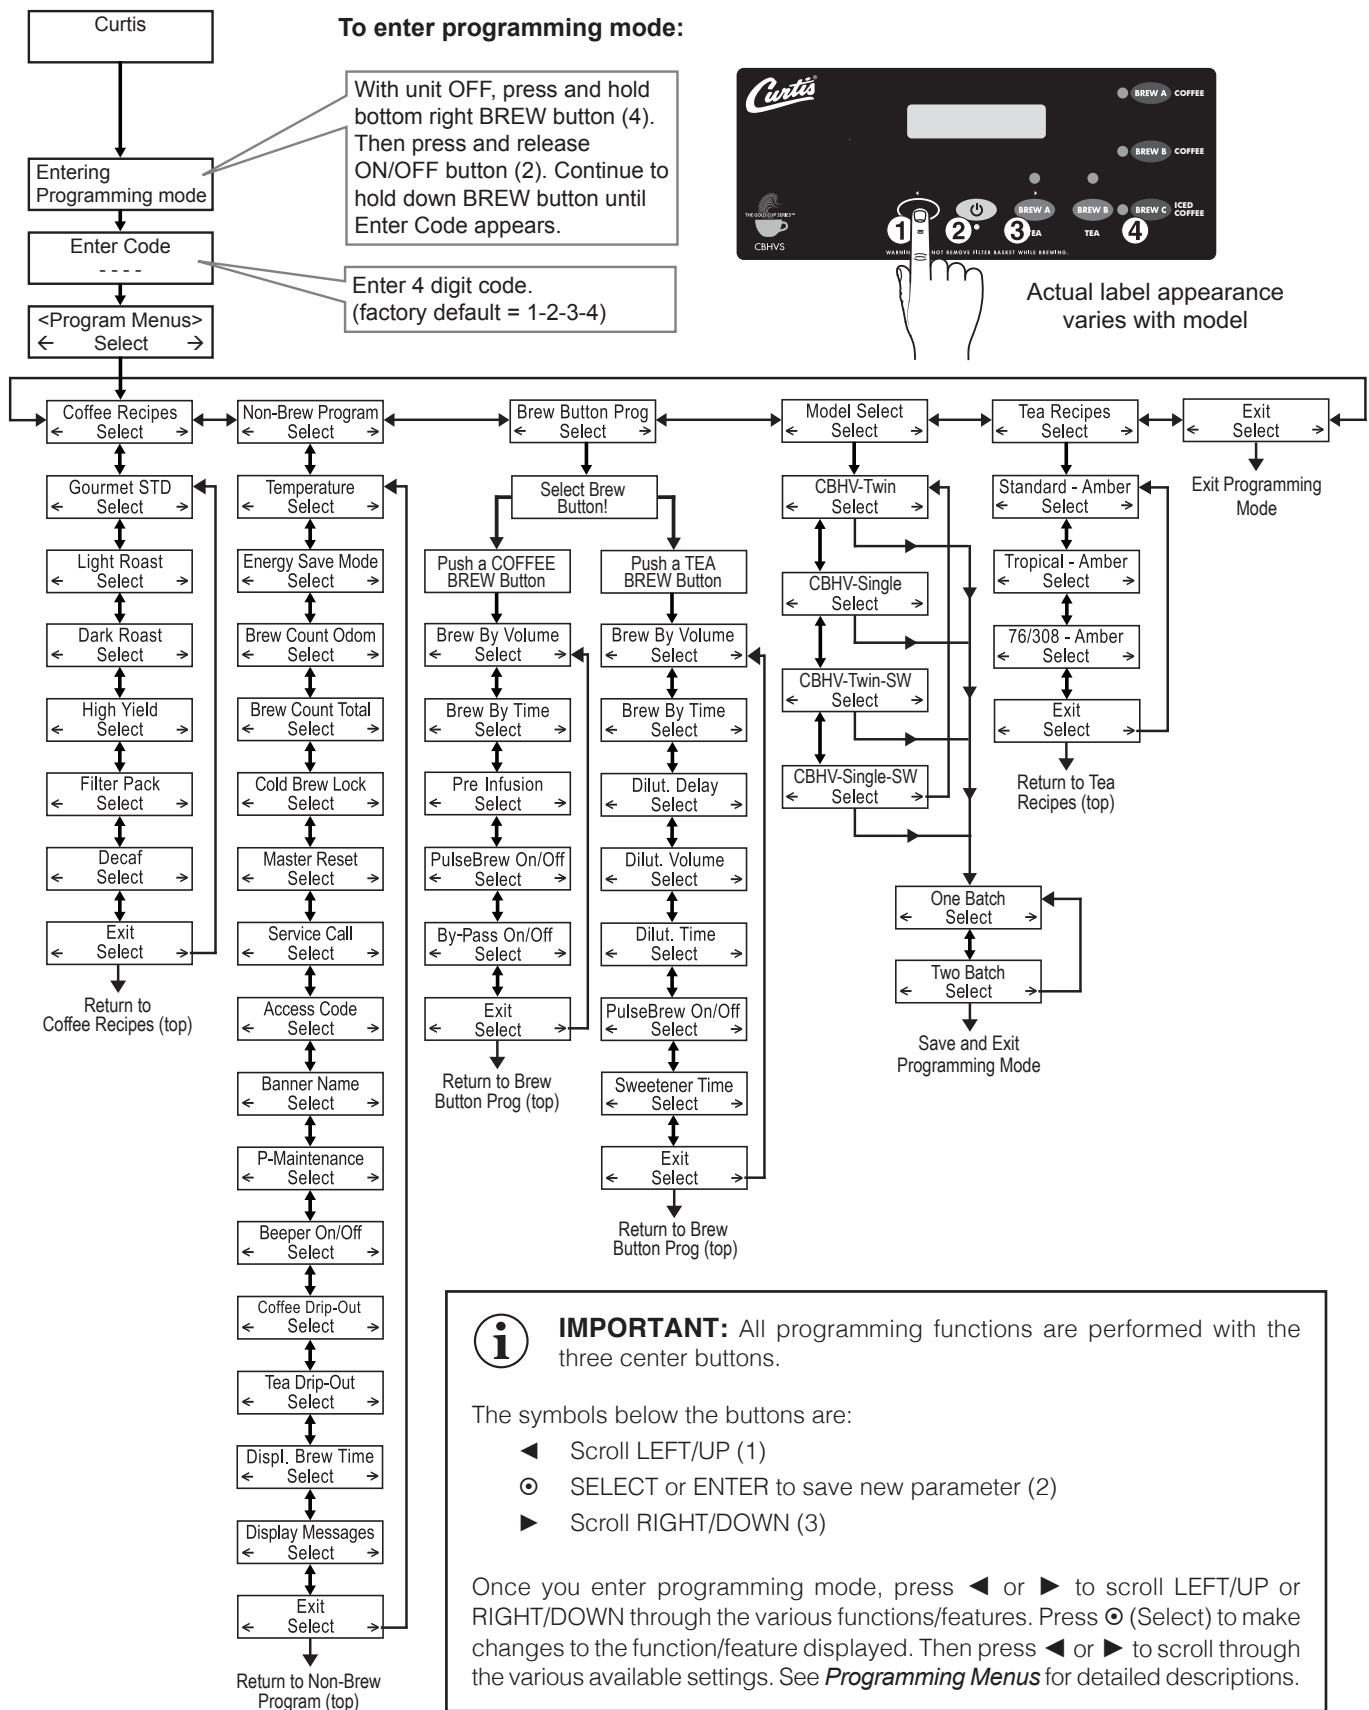 Curtis
To enter programming mode:
With unit OFF, press and hold
bottom right BREW button (4).
Then press and release
ON/OFF button (2). Continue to
hold down BREW button until
Enter Code appears.
Entering
Programming mode
Enter Code
- - - -
Enter 4 digit code.
(factory default = 1-2-3-4)
<Program Menus>
← Select →
Curtis®
BREW A COFFEE
BREW B COFFEE
BREW C ICED COFFEE
THE GOLD CUP SERIES™
CBHVS
1 2 3 BREW A BREW B 4
TEA TEA
WARNING NOT REMOVE FILTER BASKET WHILE BREWING.
Actual label appearance
varies with model
Coffee Recipes
← Select →
Gourmet STD
← Select →
Light Roast
← Select →
Dark Roast
← Select →
High Yield
← Select →
Filter Pack
← Select →
Decaf
← Select →
Exit
← Select →
Return to
Coffee Recipes (top)
Non-Brew Program
← Select →
Temperature
← Select →
Energy Save Mode
← Select →
Brew Count Odom
← Select →
Brew Count Total
← Select →
Cold Brew Lock
← Select →
Master Reset
← Select →
Service Call
← Select →
Access Code
← Select →
Banner Name
← Select →
P-Maintenance
← Select →
Beeper On/Off
← Select →
Coffee Drip-Out
← Select →
Tea Drip-Out
← Select →
Displ. Brew Time
← Select →
Display Messages
← Select →
Exit
← Select →
Return to Non-Brew
Program (top)
Brew Button Prog
← Select →
Select Brew
Button!
Push a COFFEE
BREW Button
Brew By Volume
← Select →
Brew By Time
← Select →
Pre Infusion
← Select →
PulseBrew On/Off
← Select →
By-Pass On/Off
← Select →
Exit
← Select →
Return to Brew
Button Prog (top)
Push a TEA
BREW Button
Brew By Volume
← Select →
Brew By Time
← Select →
Dilut. Delay
← Select →
Dilut. Volume
← Select →
Dilut. Time
← Select →
PulseBrew On/Off
← Select →
Sweetener Time
← Select →
Exit
← Select →
Return to Brew
Button Prog (top)
Model Select
← Select →
CBHV-Twin
← Select →
CBHV-Single
← Select →
CBHV-Twin-SW
← Select →
CBHV-Single-SW
← Select →
One Batch
← Select →
Two Batch
← Select →
Save and Exit
Programming Mode
Tea Recipes
← Select →
Standard - Amber
← Select →
Tropical - Amber
← Select →
76/308 - Amber
← Select →
Exit
← Select →
Return to Tea
Recipes (top)
Exit
← Select →
Exit Programming
Mode
i IMPORTANT: All programming functions are performed with the
three center buttons.
The symbols below the buttons are:
◄ Scroll LEFT/UP (1)
⊙ SELECT or ENTER to save new parameter (2)
► Scroll RIGHT/DOWN (3)
Once you enter programming mode, press ◄ or ► to scroll LEFT/UP or
RIGHT/DOWN through the various functions/features. Press ⊙ (Select) to make
changes to the function/feature displayed. Then press ◄ or ► to scroll through
the various available settings. See Programming Menus for detailed descriptions.